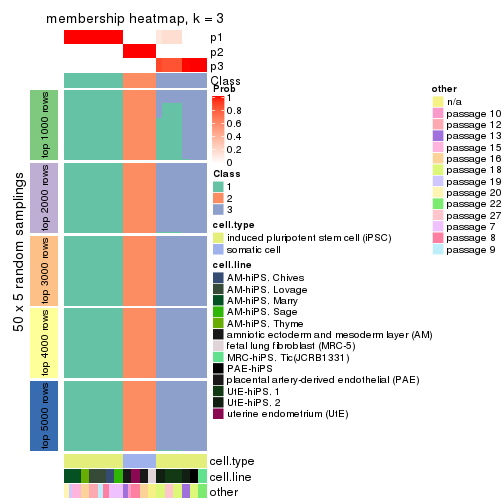 membership heatmap, k = 3
p1
p2
p3
Class
50 x 5 random samplings
top 1000 rows
top 2000 rows
top 3000 rows
top 4000 rows
top 5000 rows
cell.type
cell.line
other
Prob
1
0.8
0.6
0.4
0.2
0
Class
1
2
3
cell.type
induced pluripotent stem cell (iPSC)
somatic cell
cell.line
AM-hiPS, Chives
AM-hiPS, Lovage
AM-hiPS, Marry
AM-hiPS, Sage
AM-hiPS, Thyme
amniotic ectoderm and mesoderm layer (AM)
fetal lung fibroblast (MRC-5)
MRC-hiPS, Tic(JCRB1331)
PAE-hiPS
placental artery-derived endothelial (PAE)
UtE-hiPS, 1
UtE-hiPS, 2
uterine endometrium (UtE)
other
n/a
passage 10
passage 12
passage 13
passage 15
passage 16
passage 18
passage 19
passage 20
passage 22
passage 27
passage 7
passage 8
passage 9